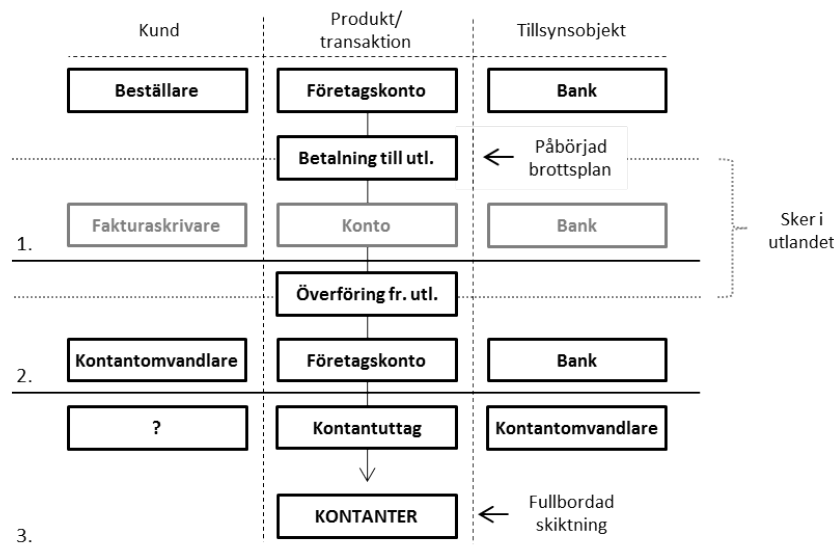 Kund
Produkt/
transaktion
Tillsynsobjekt
Beställare
Företagskonto
Bank
Betalning till utl.
Påbörjad
brottsplan
Fakturaskrivare
Konto
Bank
Sker i
utlandet
1.
Överföring fr. utl.
Kontantomvandlare
Företagskonto
Bank
2.
?
Kontantuttag
Kontantomvandlare
KONTANTER
Fullbordad
skiktning
3.